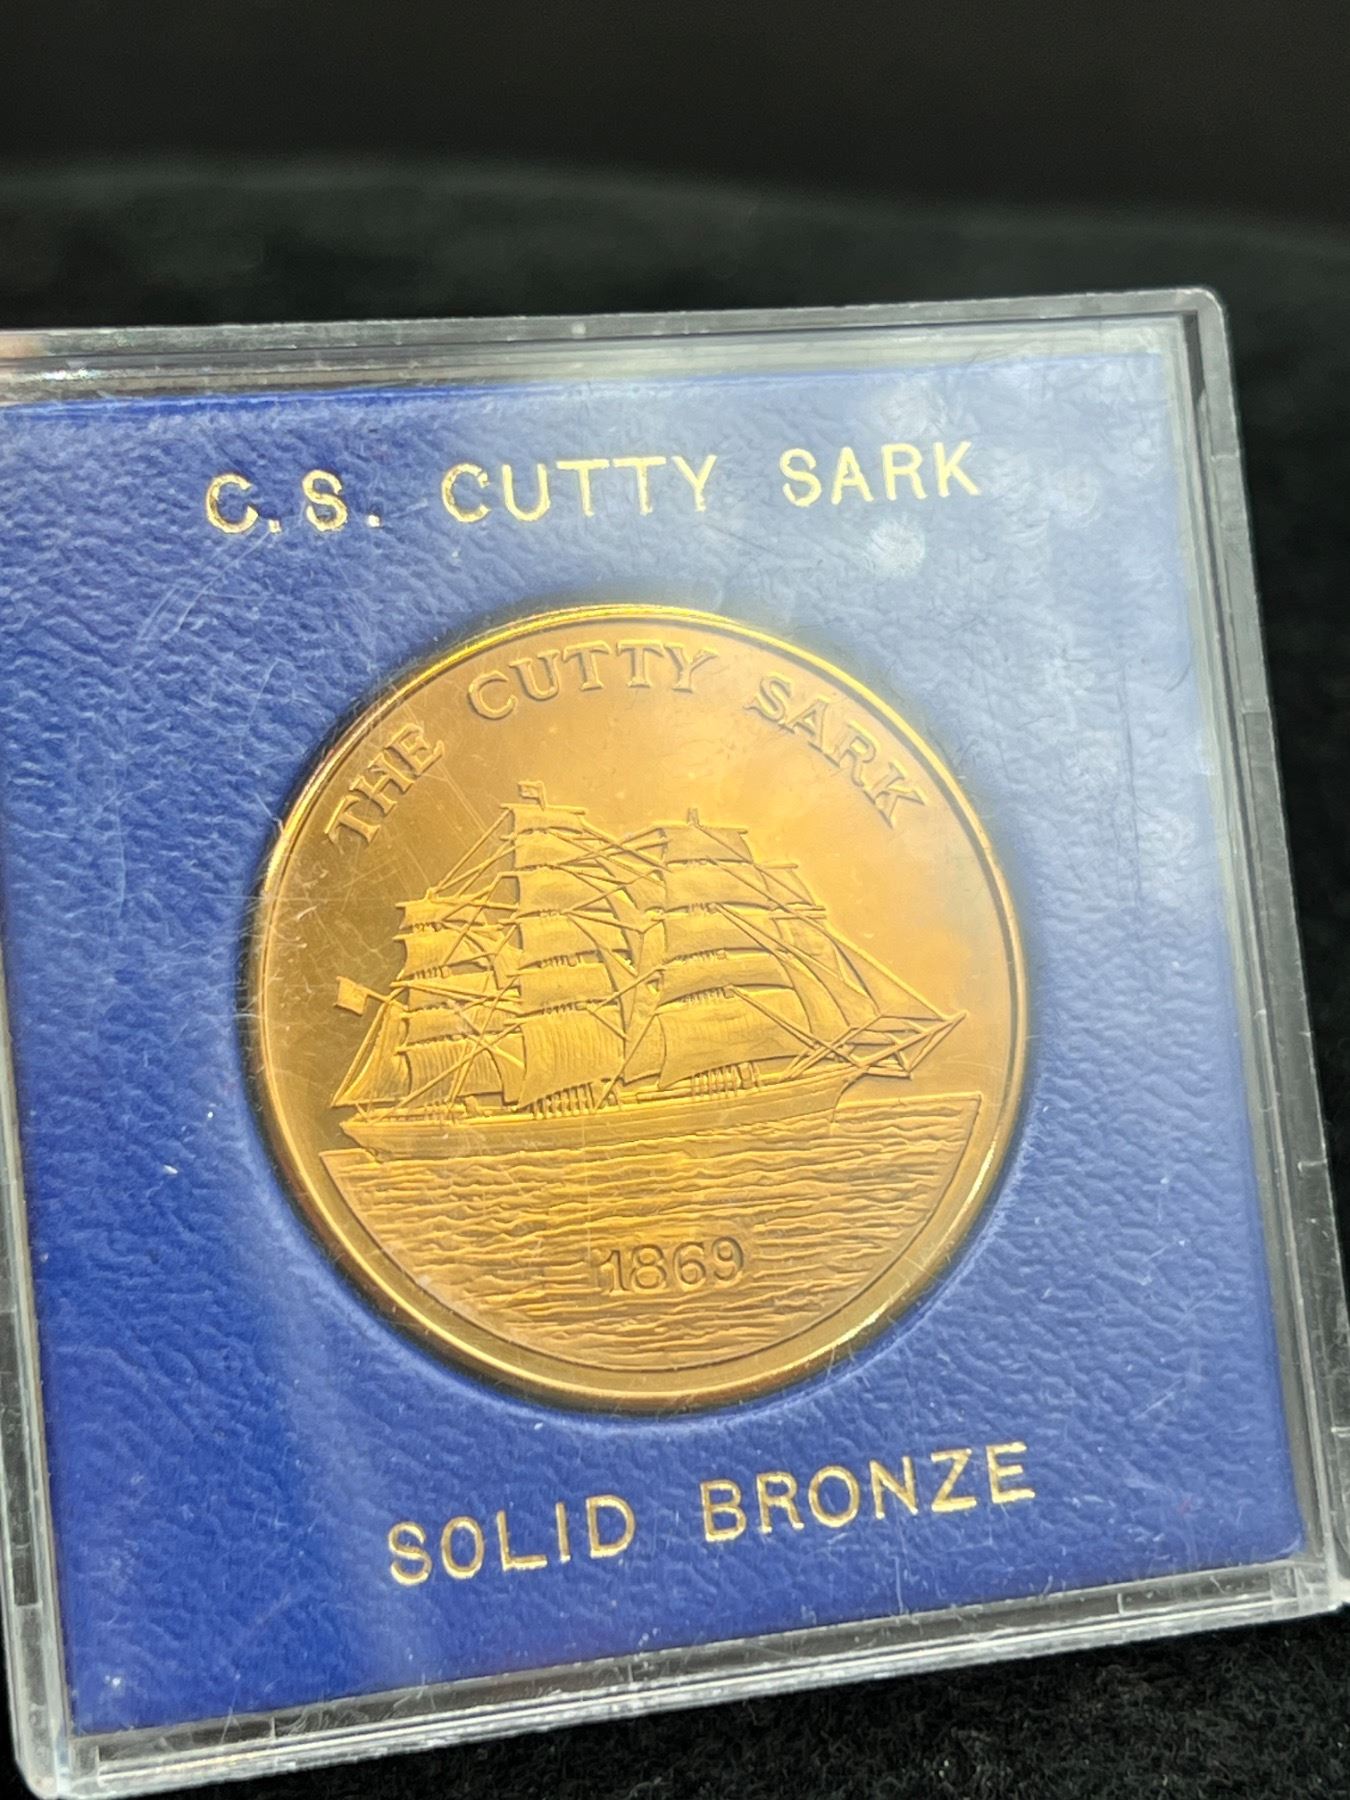 C.S. CUTTY SARK
THE CUTTY SARK
1869
SOLID BRONZE